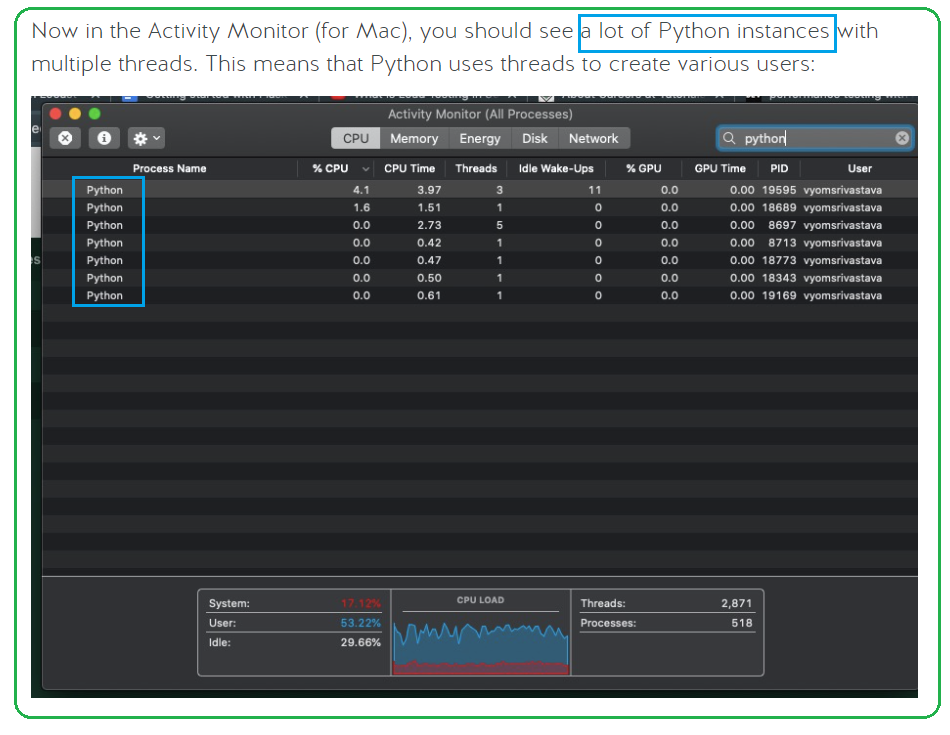 Now in the Activity Monitor (for Mac), you should see a lot of Python instances with
multiple threads. This means that Python uses threads to create various users:
Activity Monitor (All Processes)
CPU Memory Energy Disk Network python
Process Name % CPU CPU Time Threads Idle Wake-Ups % GPU GPU Time PID User
Python 4.1 3.97 3 11 0.0 0.00 19595 vyomsrivastava
Python 1.6 1.51 1 0 0.0 0.00 18689 vyomsrivastava
Python 0.0 2.73 5 0 0.0 0.00 8697 vyomsrivastava
Python 0.0 0.42 1 0 0.0 0.00 8713 vyomsrivastava
Python 0.0 0.47 1 0 0.0 0.00 18773 vyomsrivastava
Python 0.0 0.50 1 0 0.0 0.00 18343 vyomsrivastava
Python 0.0 0.61 1 0 0.0 0.00 19169 vyomsrivastava
System: 17.12% CPU LOAD Threads: 2,871
User: 53.22% Processes: 518
Idle: 29.66%